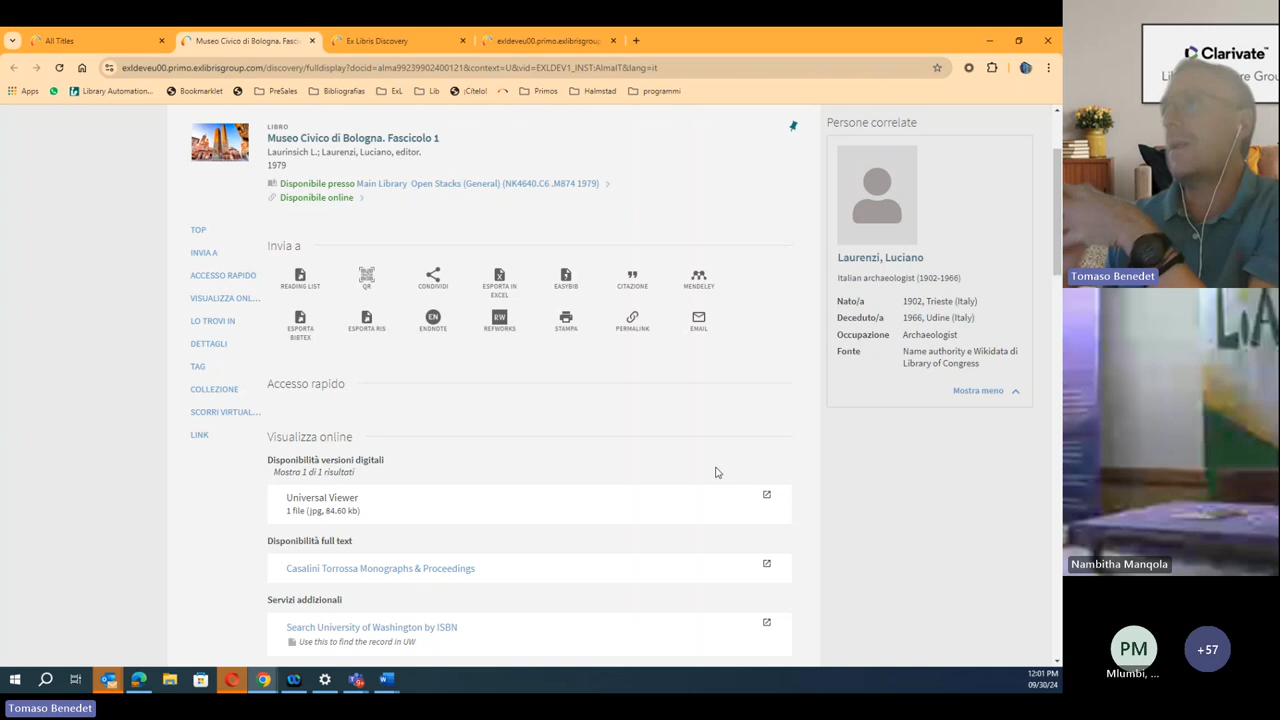 All Titles
Museo Civico di Bologna. Fasci
Ex Libris Discovery
exldeveu00.primo.exlibrisgroup.
exldeveu00.primo.exlibrisgroup.com/discovery/fulldisplay?docid=alma99239902400121&context=U&vid=EXLDEV1_INST:AlmaIT&lang=it
Apps
Library Automation...
Bookmarklet
PreSales
Bibliografias
ExL
Lib
¡Cítelo!
Primos
Halmstad
programmi
LIBRO
Museo Civico di Bologna. Fascicolo 1
Laurinsich L.; Laurenzi, Luciano, editor.
1979
Disponibile presso Main Library Open Stacks (General) (NK4640.C6 .M874 1979)
Disponibile online
TOP
INVIA A
ACCESSO RAPIDO
VISUALIZZA ONL...
LO TROVI IN
DETTAGLI
TAG
COLLEZIONE
SCORRI VIRTUAL...
LINK
Invia a
READING LIST
QR
CONDIVIDI
ESPORTA IN
EXCEL
EASYBIB
CITAZIONE
MENDELEY
ESPORTA
BIBTEX
ESPORTA RIS
EN
ENDNOTE
RW
REFWORKS
STAMPA
PERMALINK
EMAIL
Accesso rapido
Visualizza online
Disponibilità versioni digitali
Mostra 1 di 1 risultati
Universal Viewer
1 file (jpg, 84.60 kb)
Disponibilità full text
Casalini Torrossa Monographs & Proceedings
Servizi addizionali
Search University of Washington by ISBN
Use this to find the record in UW
Persone correlate
Laurenzi, Luciano
Italian archaeologist (1902-1966)
Nato/a 1902, Trieste (Italy)
Deceduto/a 1966, Udine (Italy)
Occupazione Archaeologist
Fonte Name authority e Wikidata di
Library of Congress
Mostra meno
12:01 PM
09/30/24
Tomaso Benedet
Clarivate™
Tomaso Benedet
Nambitha Manqola
PM
Mlumbi, ...
+57